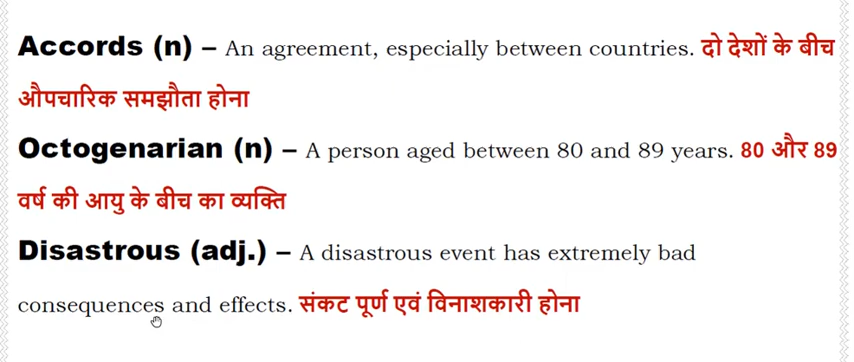 Accords (n) – An agreement, especially between countries. दो देशों के बीच
औपचारिक समझौता होना
Octogenarian (n) – A person aged between 80 and 89 years. 80 और 89
वर्ष की आयु के बीच का व्यक्ति
Disastrous (adj.) – A disastrous event has extremely bad
consequences and effects. संकट पूर्ण एवं विनाशकारी होना